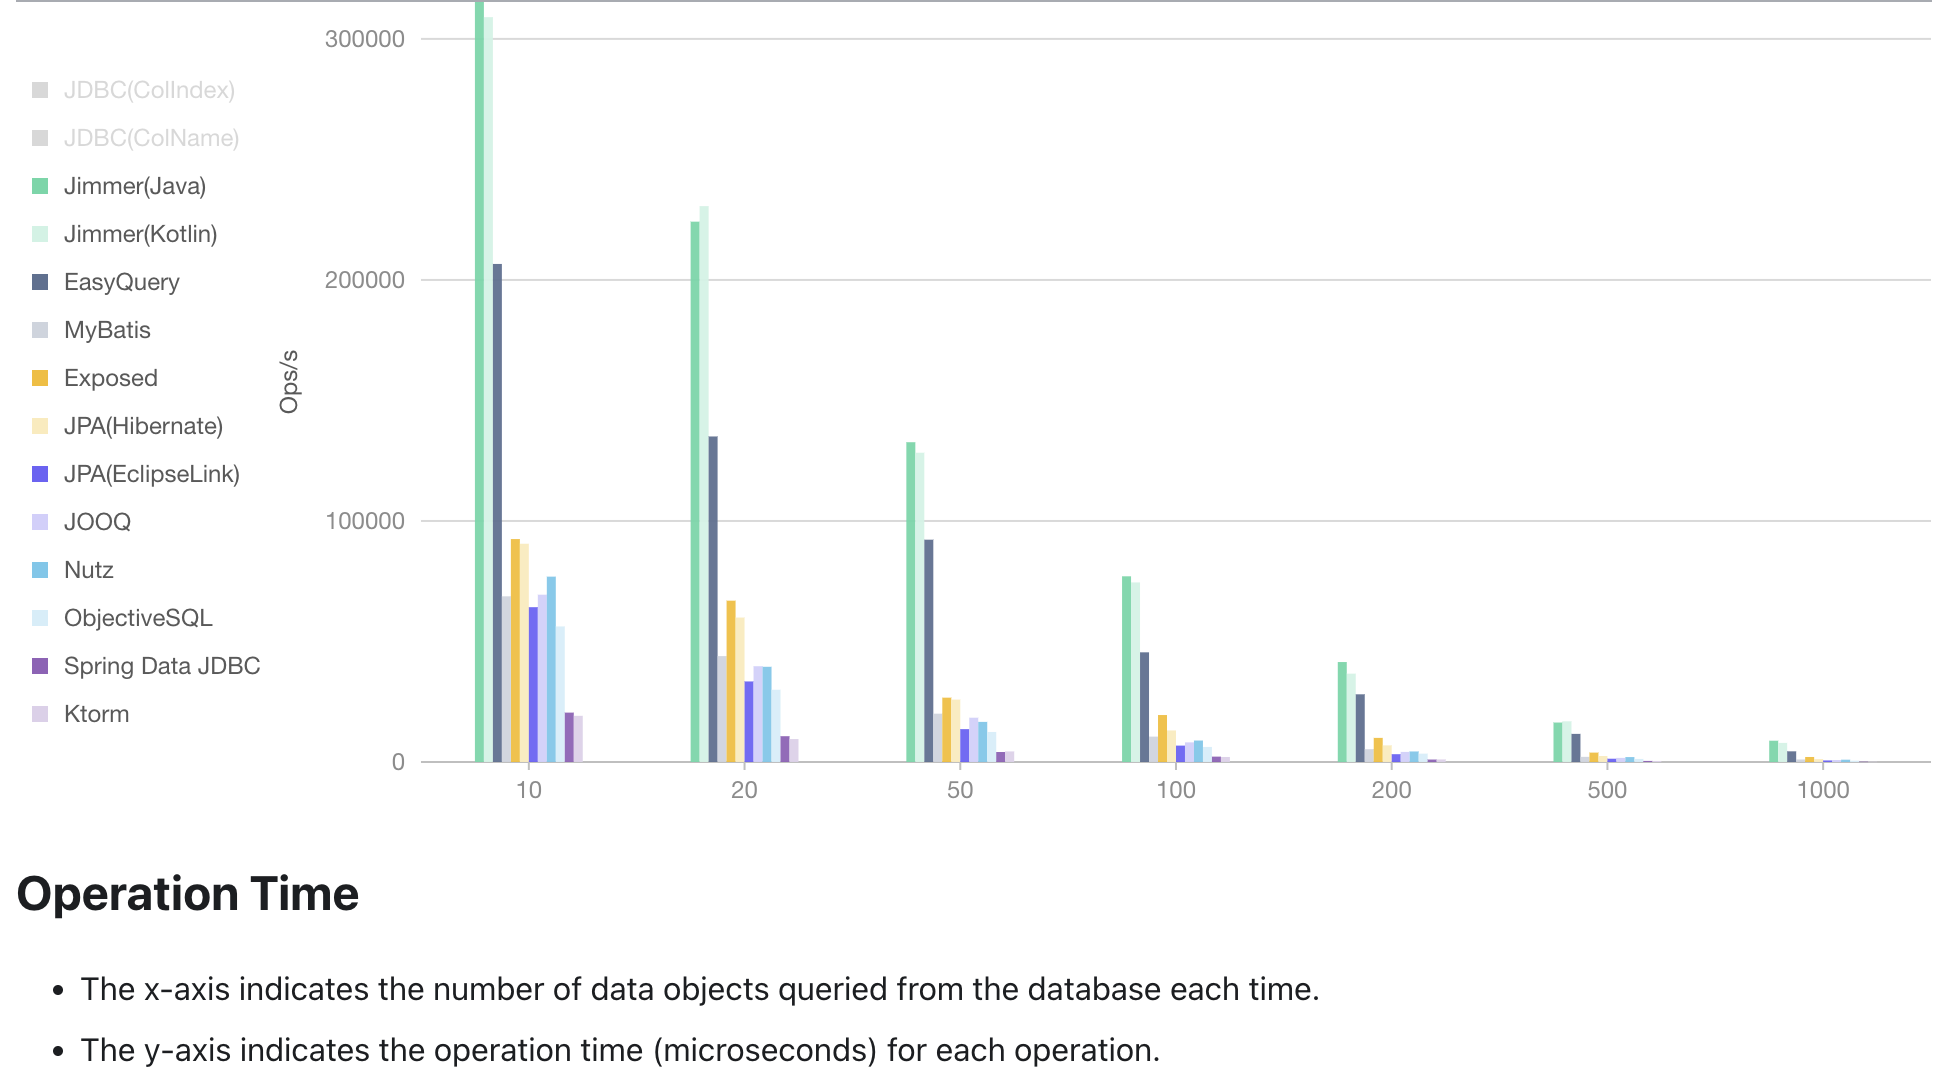 300000
JDBC(ColIndex)
JDBC(ColName)
Jimmer(Java)
Jimmer(Kotlin)
EasyQuery
MyBatis
Exposed
JPA(Hibernate)
JPA(EclipseLink)
JOOQ
Nutz
ObjectiveSQL
Spring Data JDBC
Ktorm
Ops/s
200000
100000
0
10 20 50 100 200 500 1000
Operation Time
• The x-axis indicates the number of data objects queried from the database each time.
• The y-axis indicates the operation time (microseconds) for each operation.